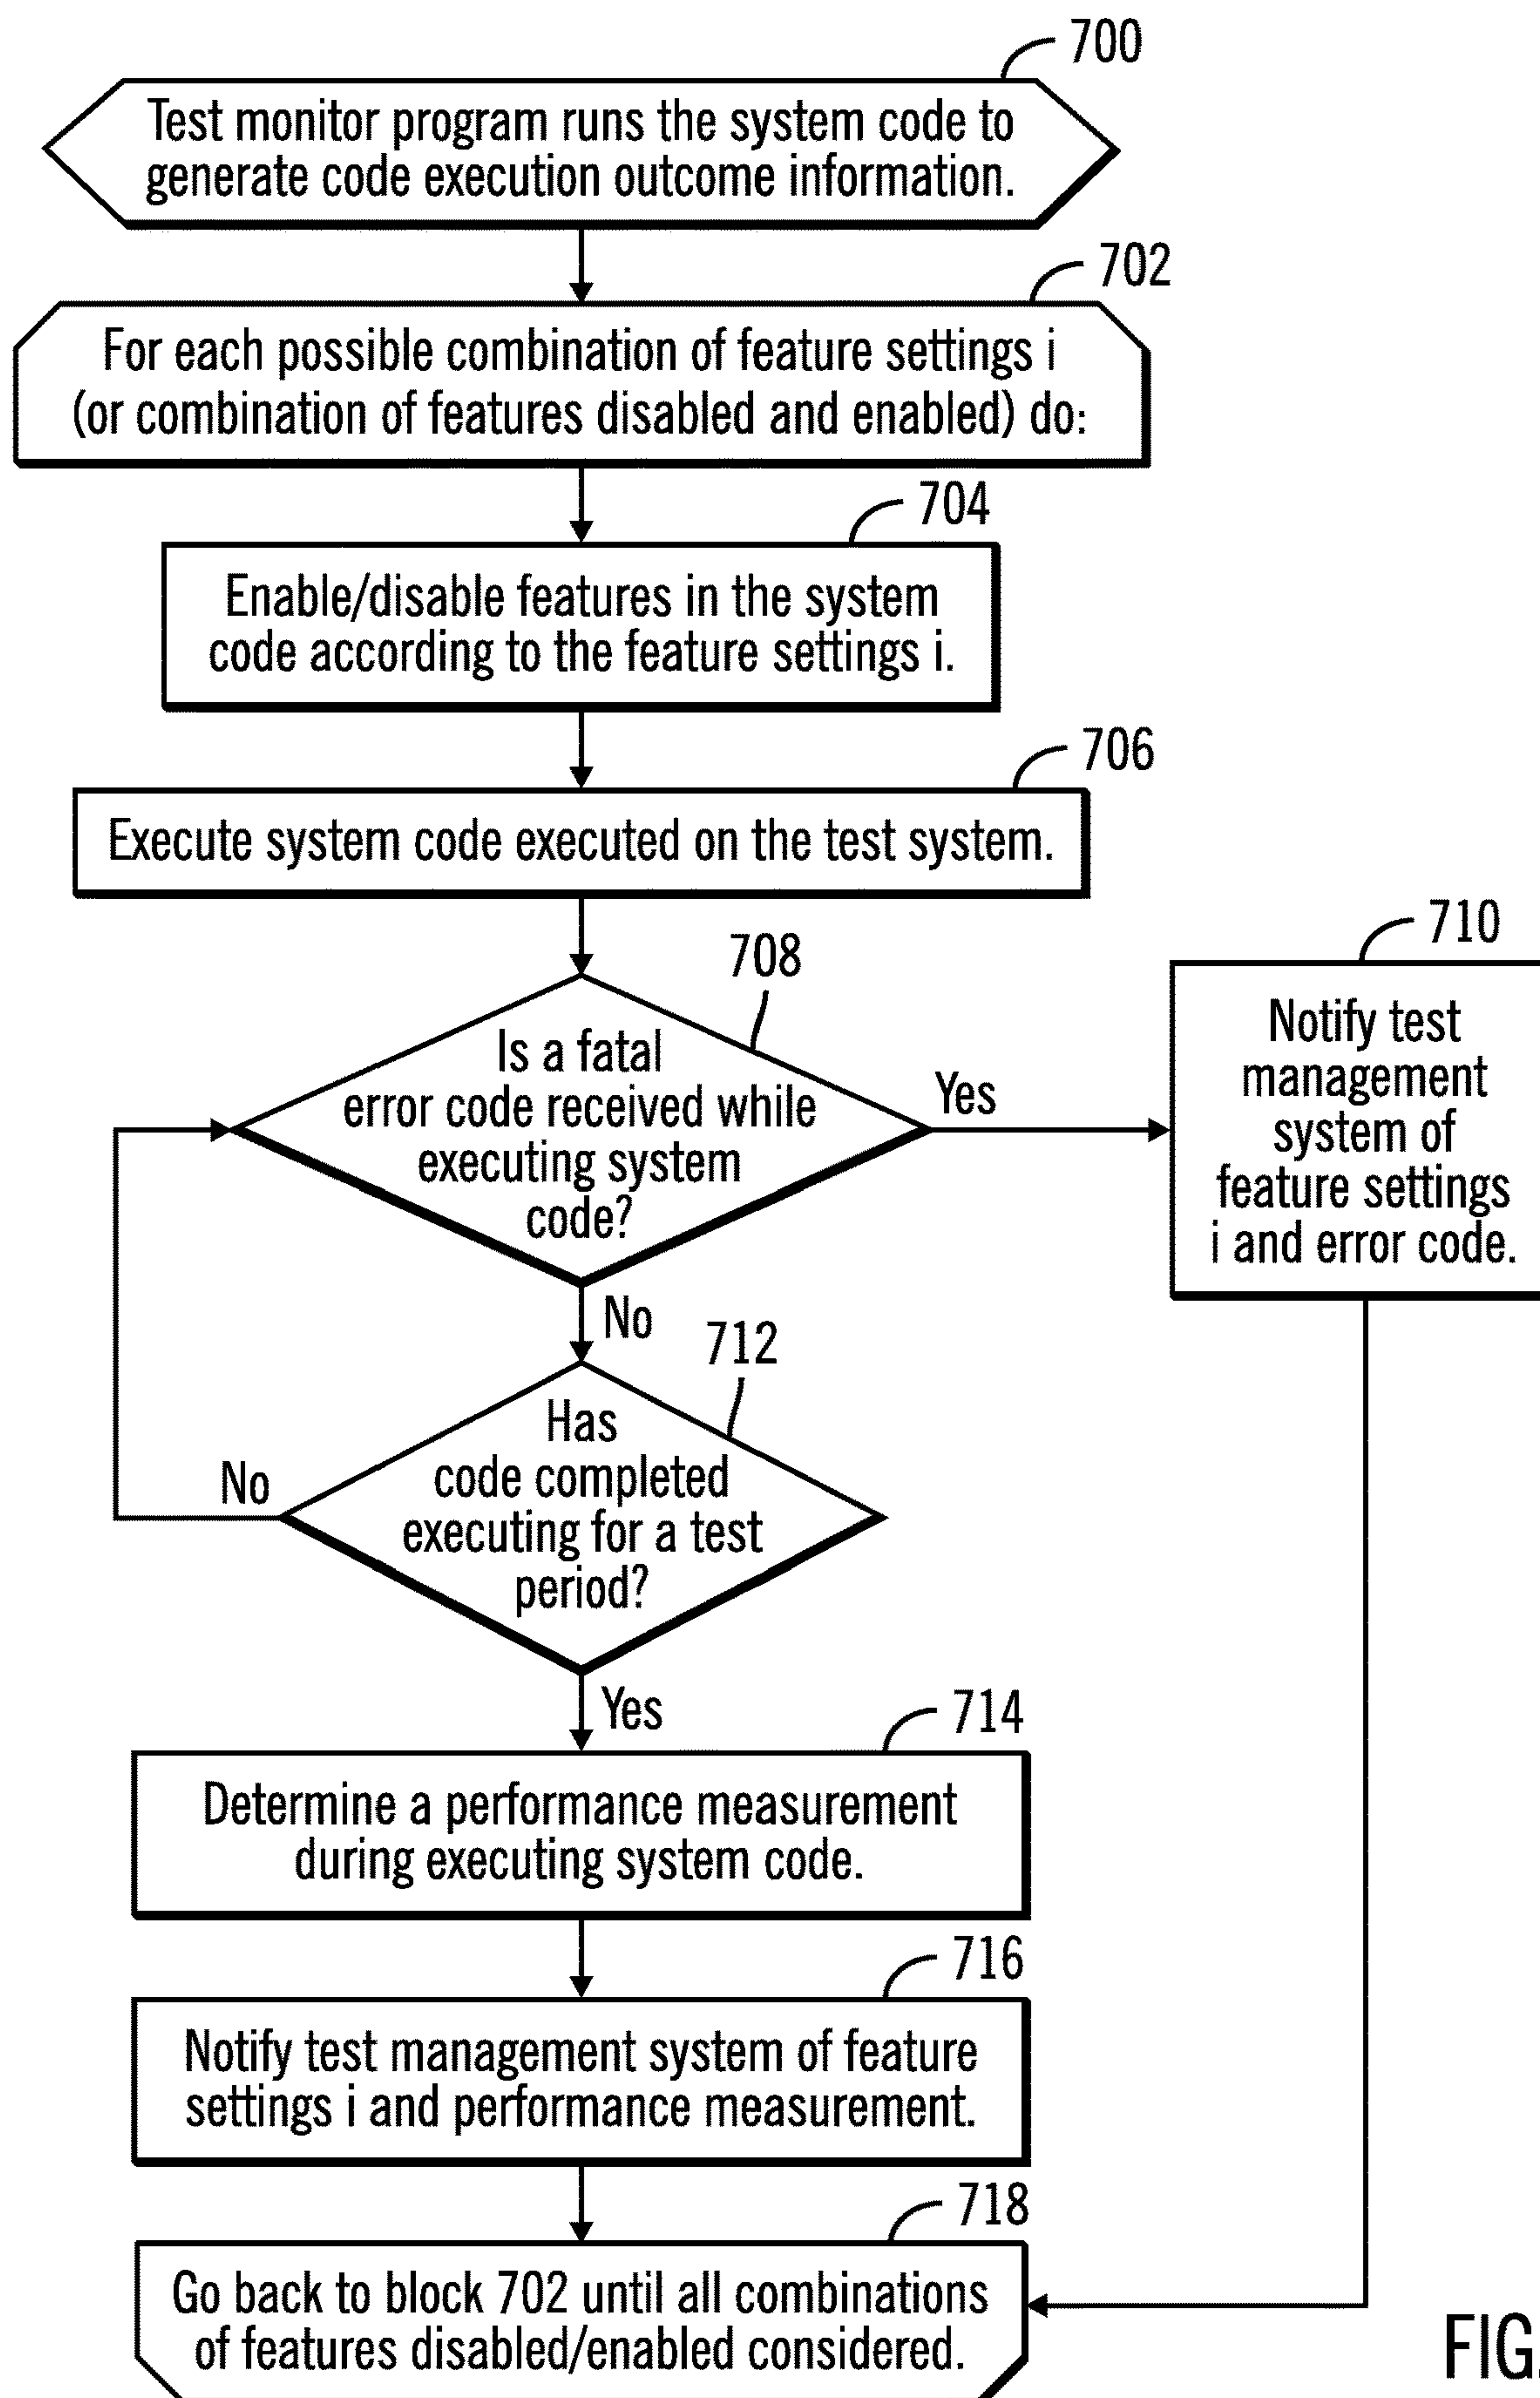 700
Test monitor program runs the system code to
generate code execution outcome information.
702
For each possible combination of feature settings i
(or combination of features disabled and enabled) do:
704
Enable/disable features in the system
code according to the feature settings i.
706
Execute system code executed on the test system.
708
Is a fatal
error code received while
executing system
code?
Yes
710
Notify test
management
system of
feature settings
i and error code.
No
712
Has
code completed
executing for a test
period?
No
Yes
714
Determine a performance measurement
during executing system code.
716
Notify test management system of feature
settings i and performance measurement.
718
Go back to block 702 until all combinations
of features disabled/enabled considered.
FIG.